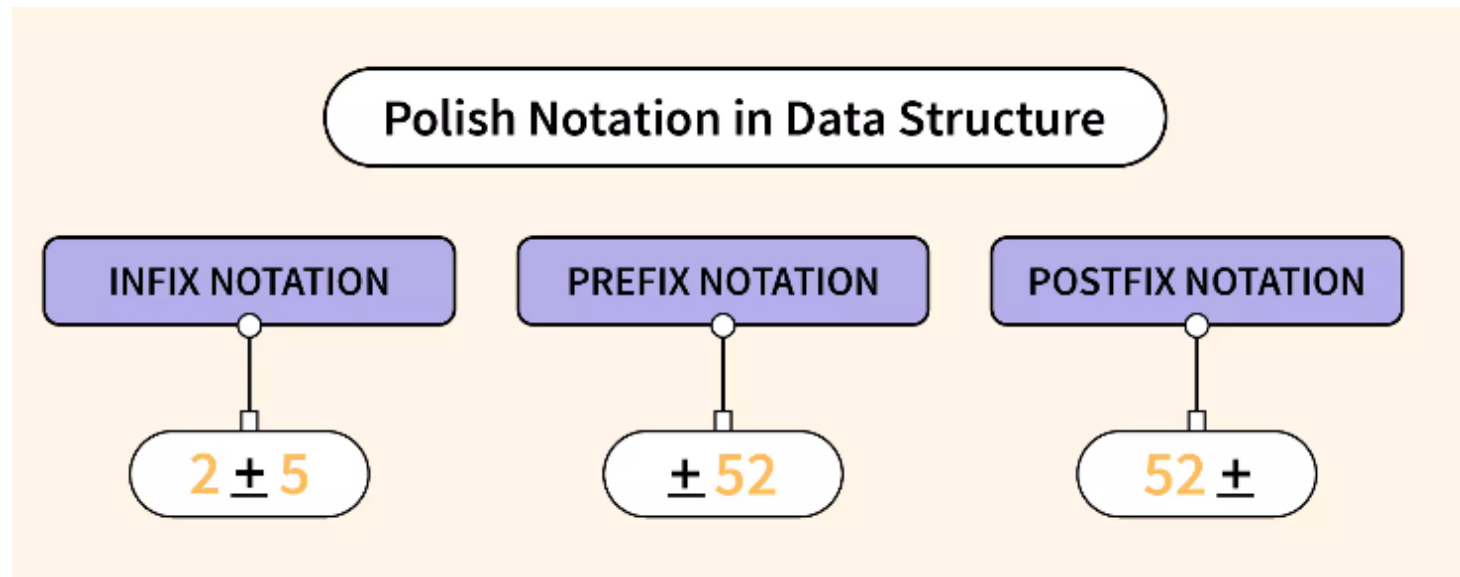 Polish Notation in Data Structure
INFIX NOTATION
PREFIX NOTATION
POSTFIX NOTATION
2 + 5
+ 52
52 +